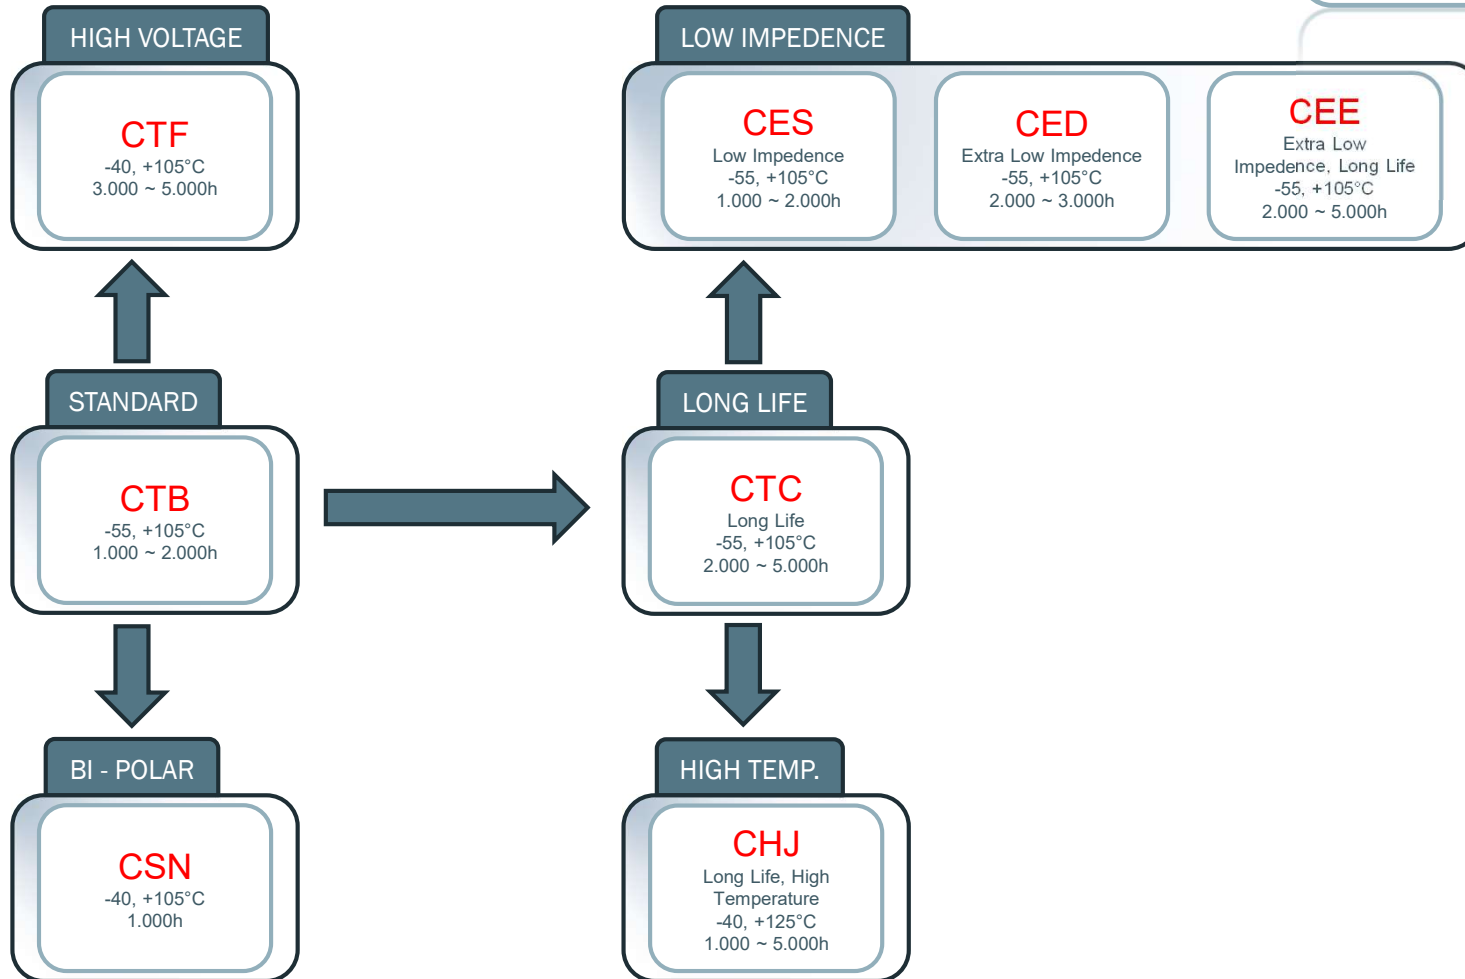 HIGH VOLTAGE
CTF
-40, +105°C
3.000 ~ 5.000h
LOW IMPEDENCE
CES
Low Impedence
-55, +105°C
1.000 ~ 2.000h
CED
Extra Low Impedence
-55, +105°C
2.000 ~ 3.000h
CEE
Extra Low
Impedence, Long Life
-55, +105°C
2.000 ~ 5.000h
STANDARD
CTB
-55, +105°C
1.000 ~ 2.000h
LONG LIFE
CTC
Long Life
-55, +105°C
2.000 ~ 5.000h
BI - POLAR
CSN
-40, +105°C
1.000h
HIGH TEMP.
CHJ
Long Life, High
Temperature
-40, +125°C
1.000 ~ 5.000h